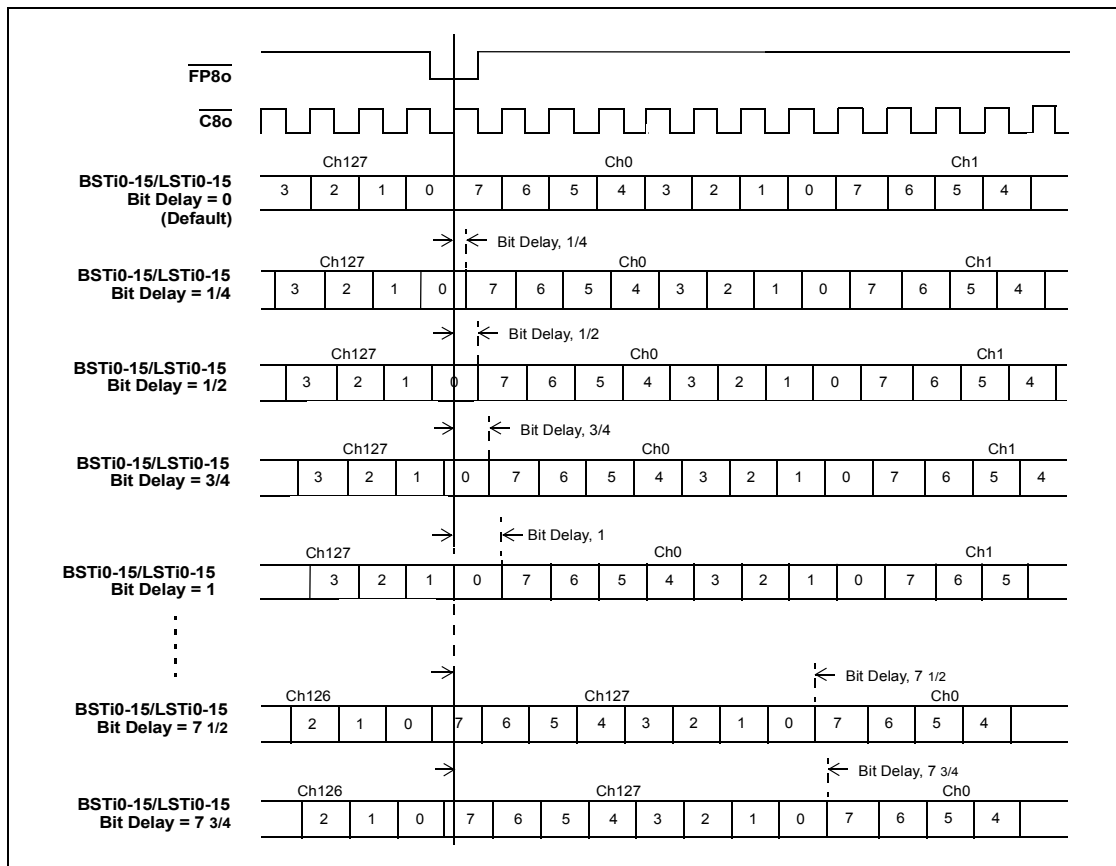 FP8o
C8o
Ch127 Ch0 Ch1
BSTi0-15/LSTi0-15
Bit Delay = 0
(Default)
3 2 1 0 7 6 5 4 3 2 1 0 7 6 5 4
Bit Delay, 1/4
Ch127 Ch0 Ch1
BSTi0-15/LSTi0-15
Bit Delay = 1/4
3 2 1 0 7 6 5 4 3 2 1 0 7 6 5 4
Bit Delay, 1/2
Ch127 Ch0 Ch1
BSTi0-15/LSTi0-15
Bit Delay = 1/2
3 2 1 0 7 6 5 4 3 2 1 0 7 6 5 4
Bit Delay, 3/4
Ch127 Ch0 Ch1
BSTi0-15/LSTi0-15
Bit Delay = 3/4
3 2 1 0 7 6 5 4 3 2 1 0 7 6 5 4
Bit Delay, 1
Ch127 Ch0 Ch1
BSTi0-15/LSTi0-15
Bit Delay = 1
3 2 1 0 7 6 5 4 3 2 1 0 7 6 5
Bit Delay, 7 1/2
Ch126 Ch127 Ch0
BSTi0-15/LSTi0-15
Bit Delay = 7 1/2
2 1 0 7 6 5 4 3 2 1 0 7 6 5 4
Bit Delay, 7 3/4
Ch126 Ch127 Ch0
BSTi0-15/LSTi0-15
Bit Delay = 7 3/4
2 1 0 7 6 5 4 3 2 1 0 7 6 5 4